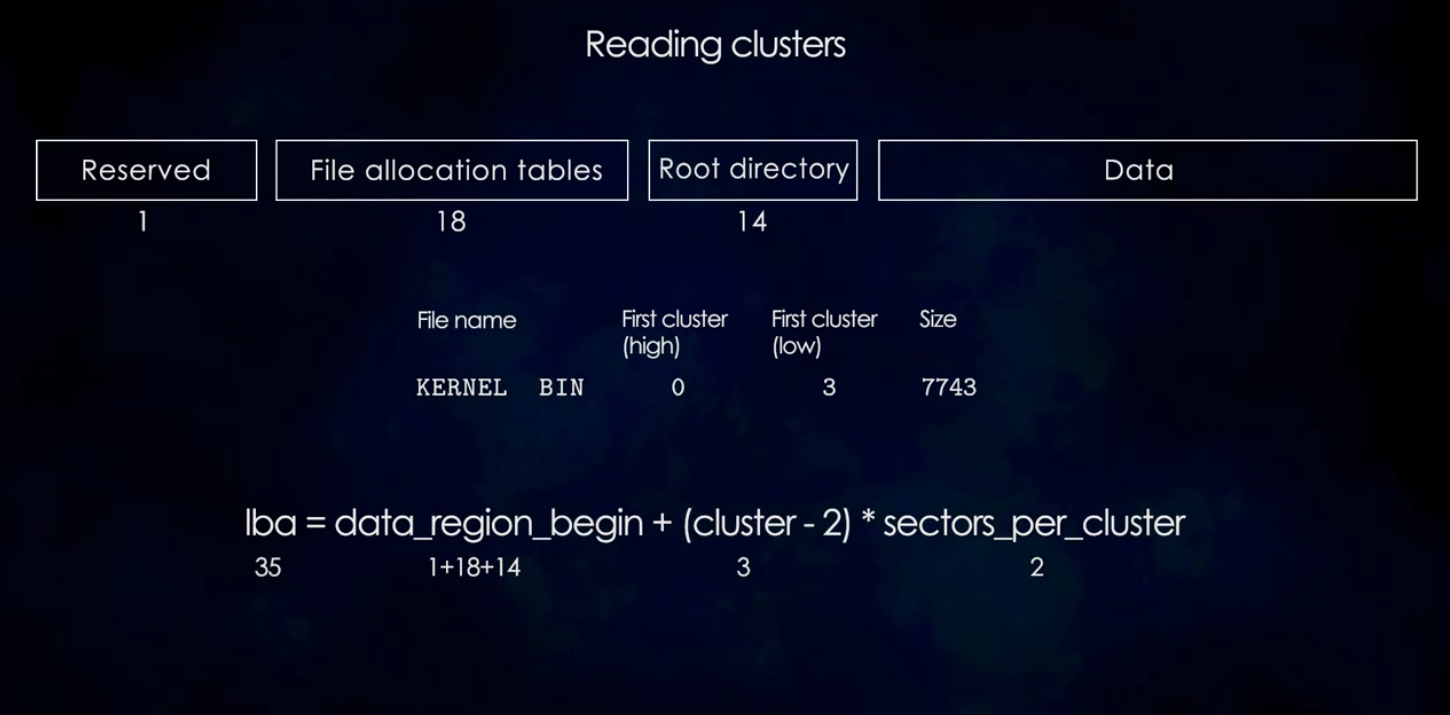 Reading clusters
Reserved File allocation tables Root directory Data
1 18 14
File name First cluster (high) First cluster (low) Size
KERNEL BIN 0 3 7743
lba = data_region_begin + (cluster - 2) * sectors_per_cluster
35 1+18+14 3 2